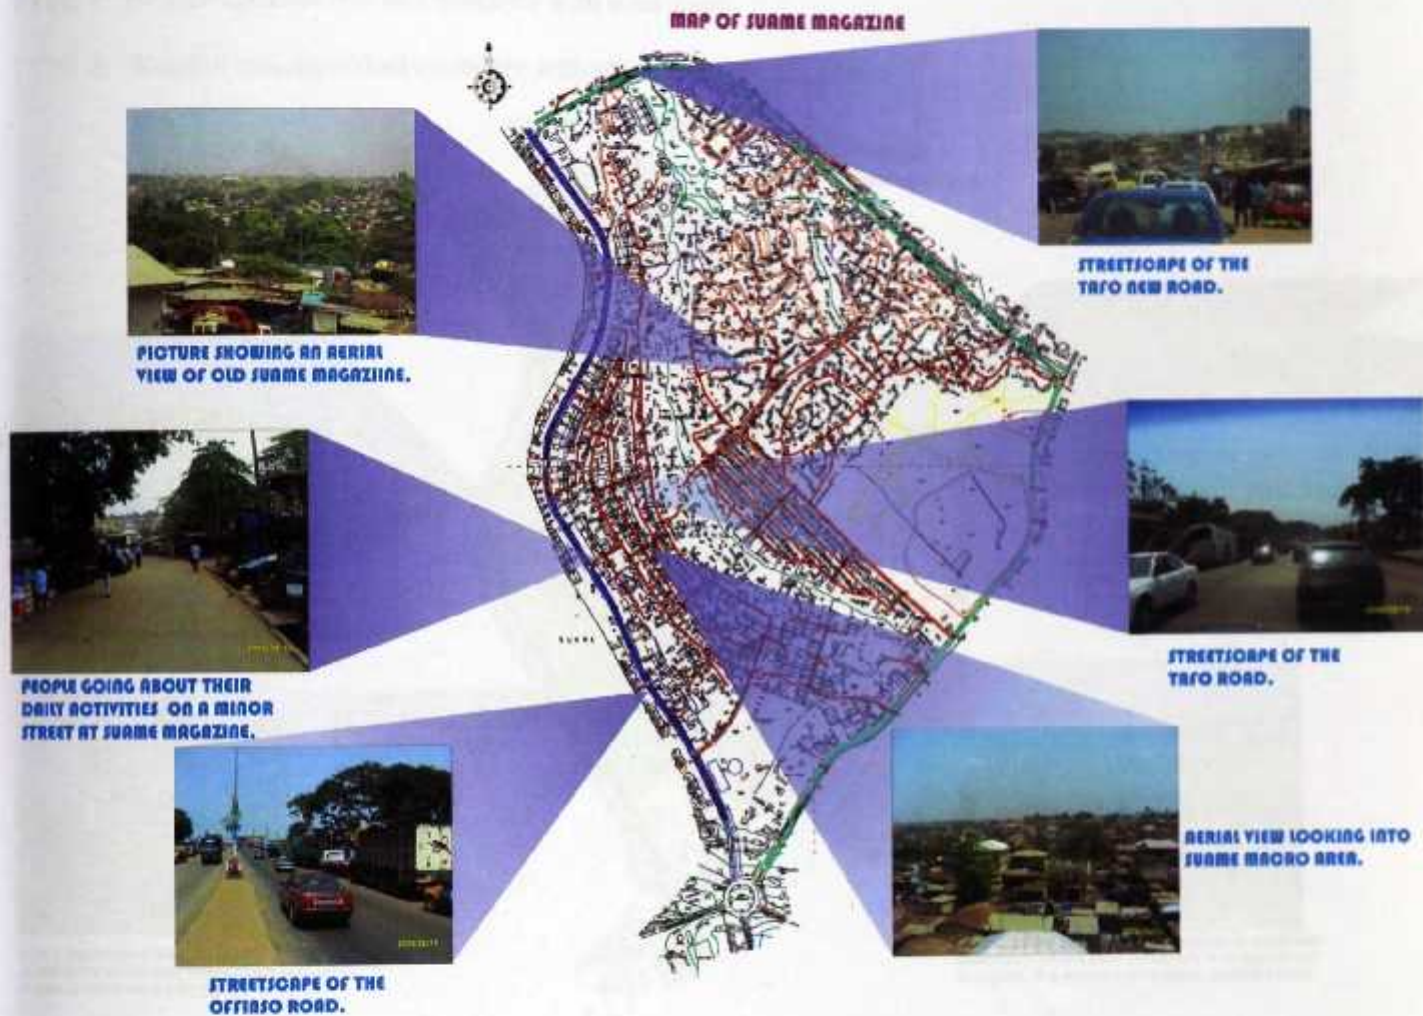 MAP OF SUAME MAGAZINE
STREETSCAPE OF THE
TAFO NEW ROAD.
PICTURE SHOWING AN AERIAL
VIEW OF OLD SUAME MAGAZIINE.
STREETSCAPE OF THE
TAFO ROAD.
PEOPLE GOING ABOUT THEIR
DAILY ACTIVITIES ON A MINOR
STREET AT SUAME MAGAZINE.
SUAME
AERIAL VIEW LOOKING INTO
SUAME MACRO AREA.
STREETSCAPE OF THE
OFFINSO ROAD.